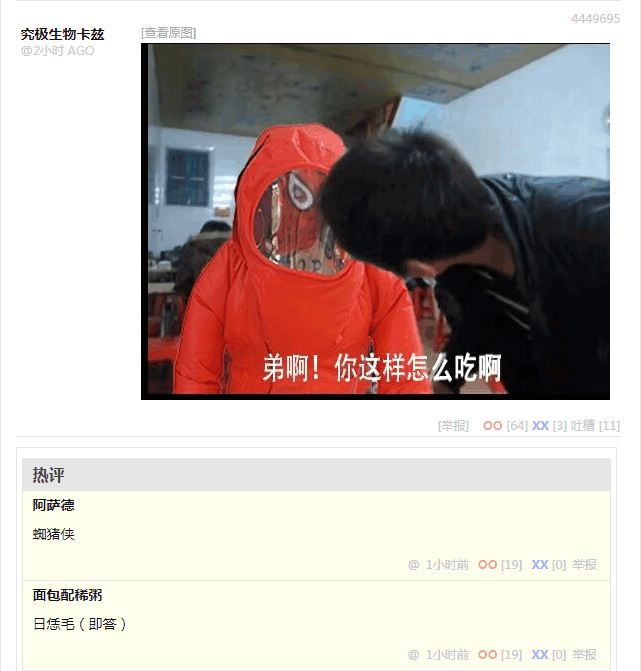 4449695
究极生物卡兹
[查看原图]
@2小时 AGO
弟啊！你这样怎么吃啊
[举报] OO [64] XX [3] 吐槽 [11]
热评
阿萨德
蜘猪侠
@ 1小时前 OO [19] XX [0] 举报
面包配稀粥
日恁毛（即答）
@ 1小时前 OO [19] XX [0] 举报